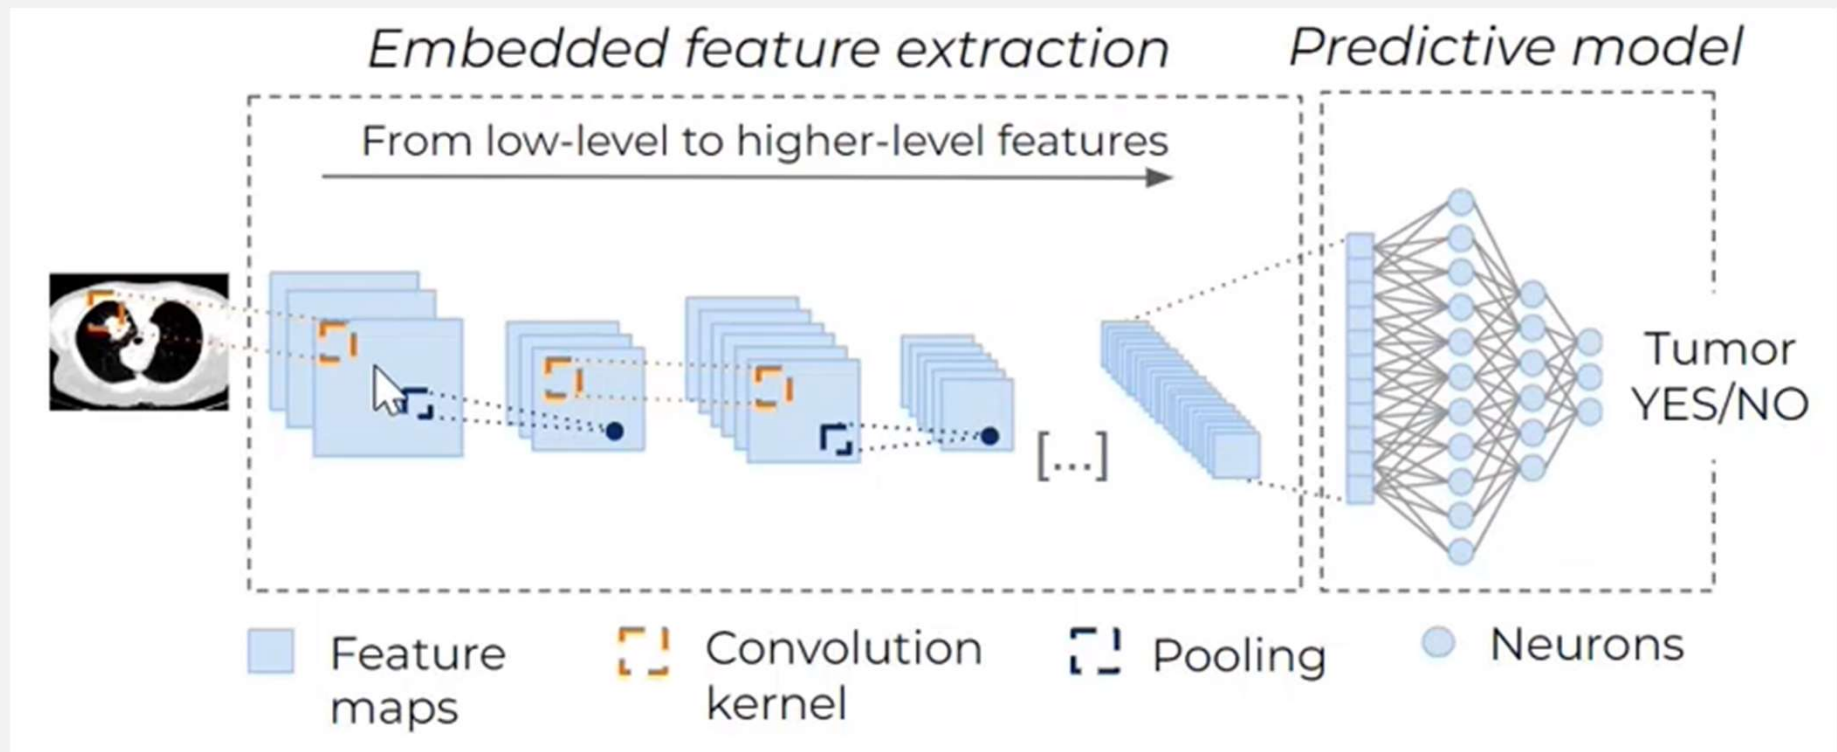 Embedded feature extraction
Predictive model
From low-level to higher-level features
[...]
Tumor
YES/NO
Feature
maps
Convolution
kernel
Pooling
Neurons